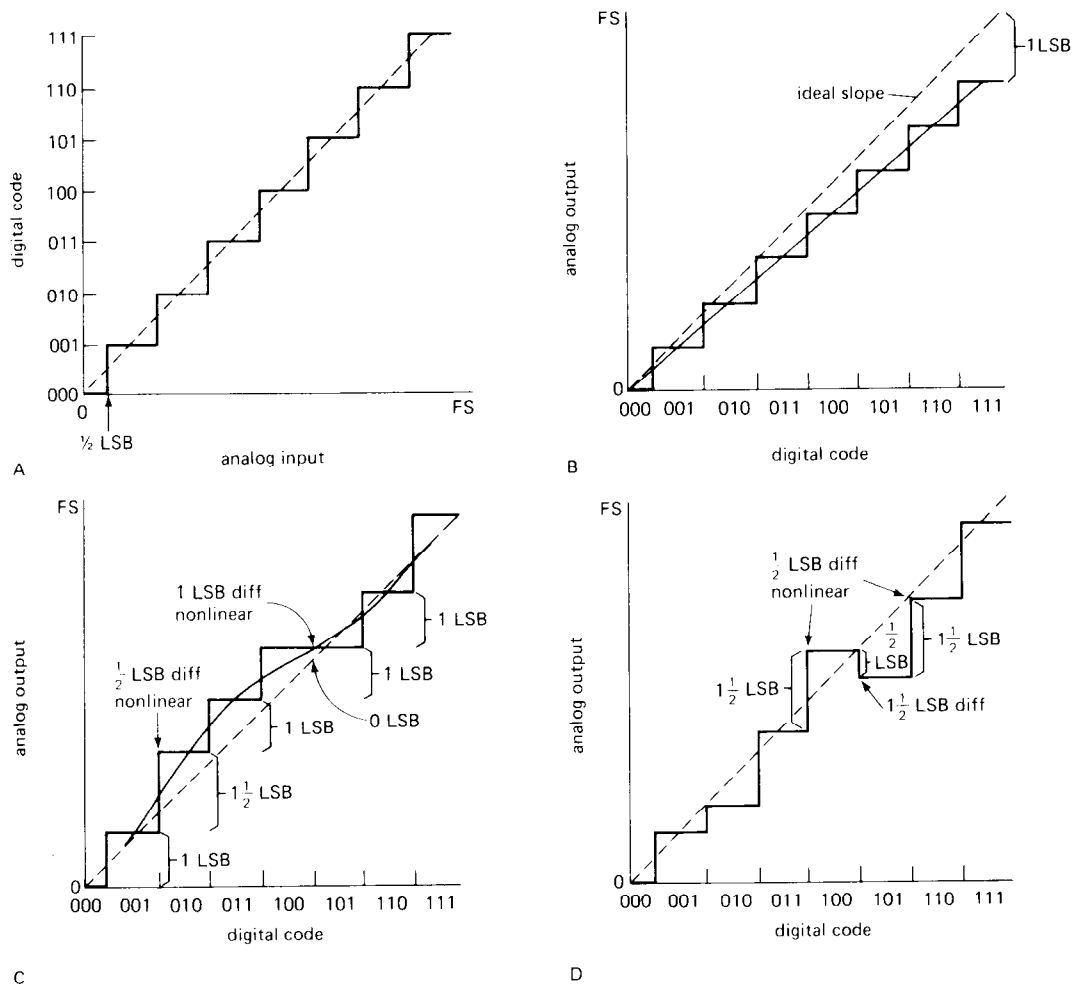 111
110
101
100
011
010
001
000
digital code
0
FS
½ LSB
analog input
A
FS
1 LSB
ideal slope
analog output
0
000 001 010 011 100 101 110 111
digital code
B
FS
1 LSB diff
nonlinear
1 LSB
½ LSB diff
nonlinear
1 LSB
0 LSB
1 LSB
1½ LSB
1 LSB
analog output
0
000 001 010 011 100 101 110 111
digital code
C
FS
½ LSB diff
nonlinear
½
LSB
1½ LSB
1½ LSB
1½ LSB diff
analog output
0
000 001 010 011 100 101 110 111
digital code
D